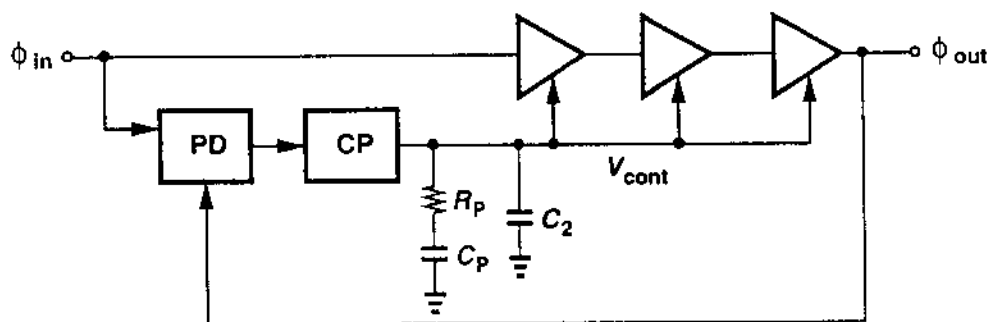 ϕin
ϕout
PD
CP
Vcont
RP
C2
CP